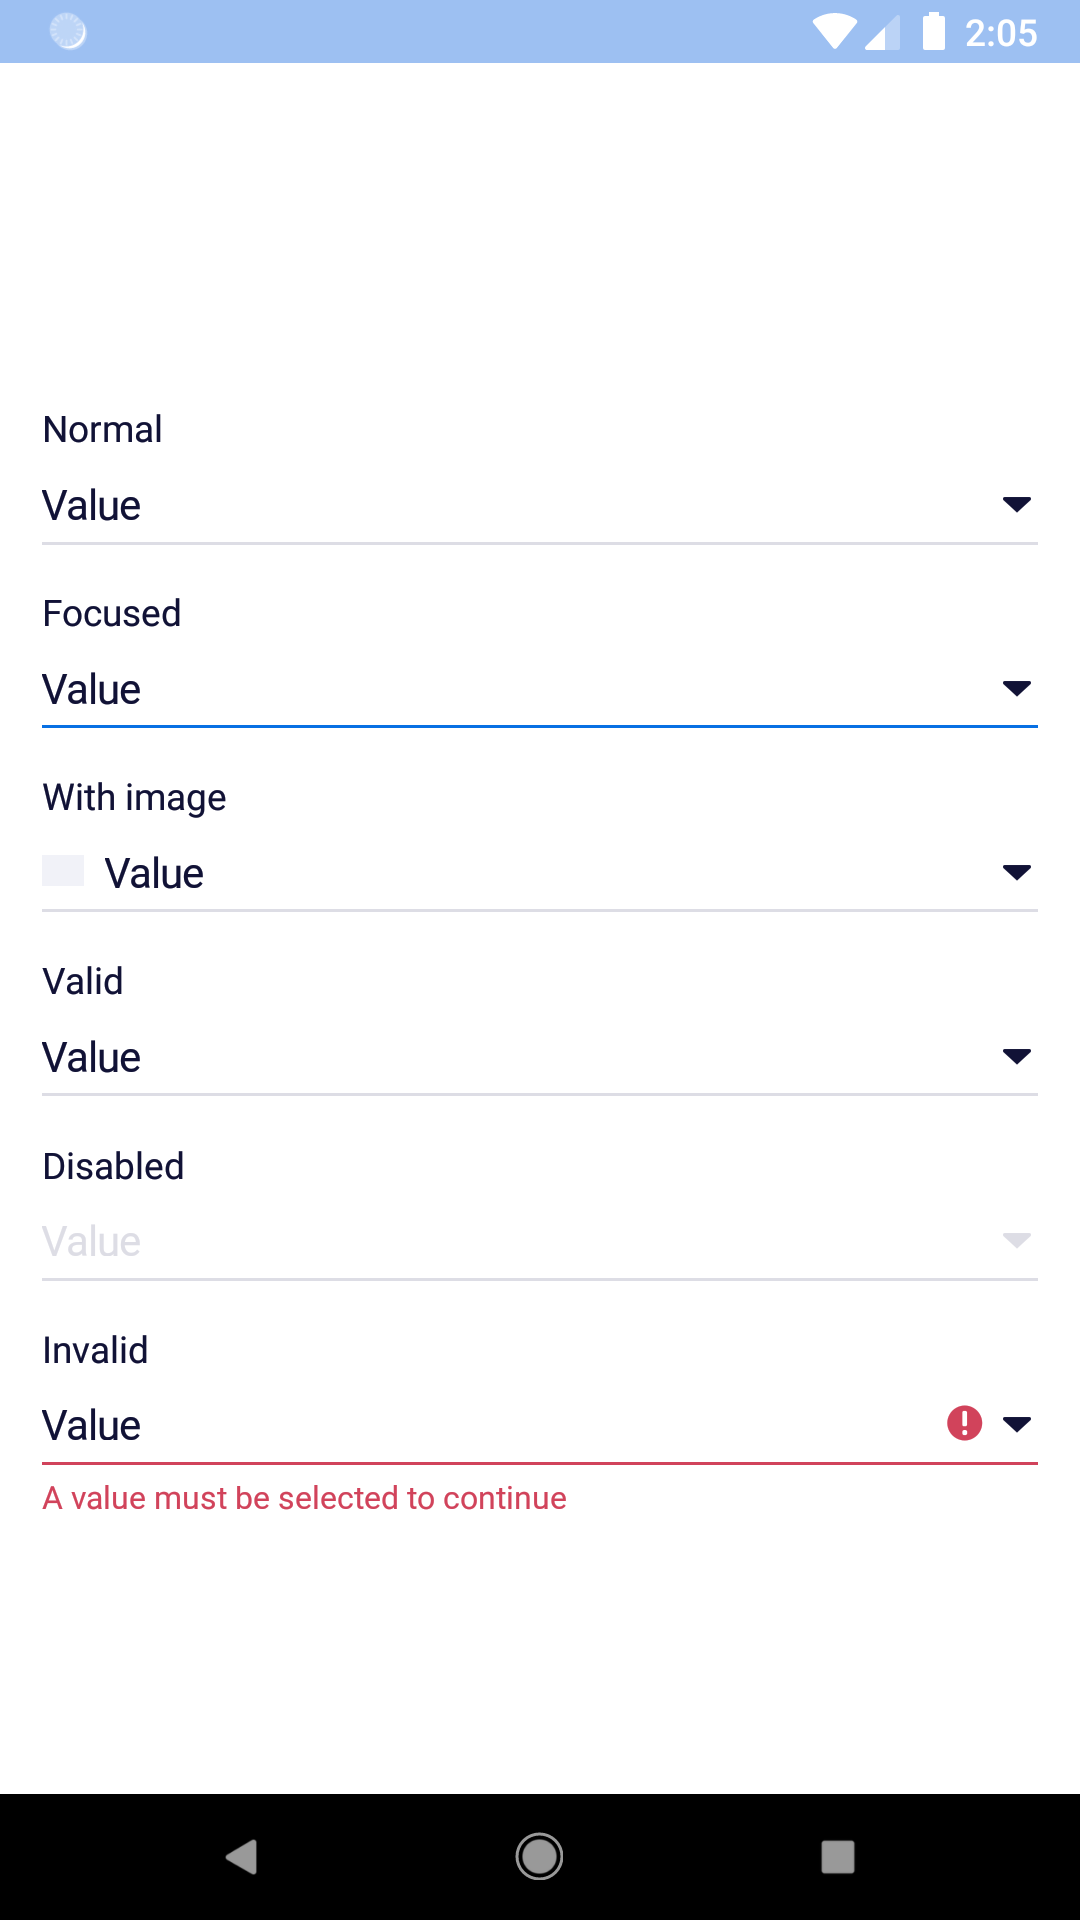 2:05
Normal
Value
Focused
Value
With image
Value
Valid
Value
Disabled
Value
Invalid
Value
A value must be selected to continue